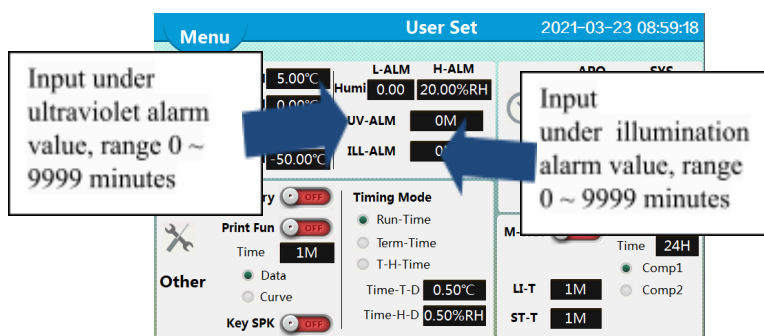 Menu
User Set
2021-03-23 08:59:18
Input under
ultraviolet alarm
value, range 0 ~
9999 minutes
5.00℃
0.00℃
-50.00℃
L-ALM H-ALM
Humi 0.00 20.00%RH
UV-ALM 0M
ILL-ALM
Input
under illumination
alarm value, range
0 ~ 9999 minutes
OFF
Print Fun OFF
Time 1M
Other
Data
Curve
Key SPK OFF
Timing Mode
Run-Time
Term-Time
T-H-Time
Time-T-D 0.50℃
Time-H-D 0.50%RH
Time 24H
Comp1
LI-T 1M
Comp2
ST-T 1M